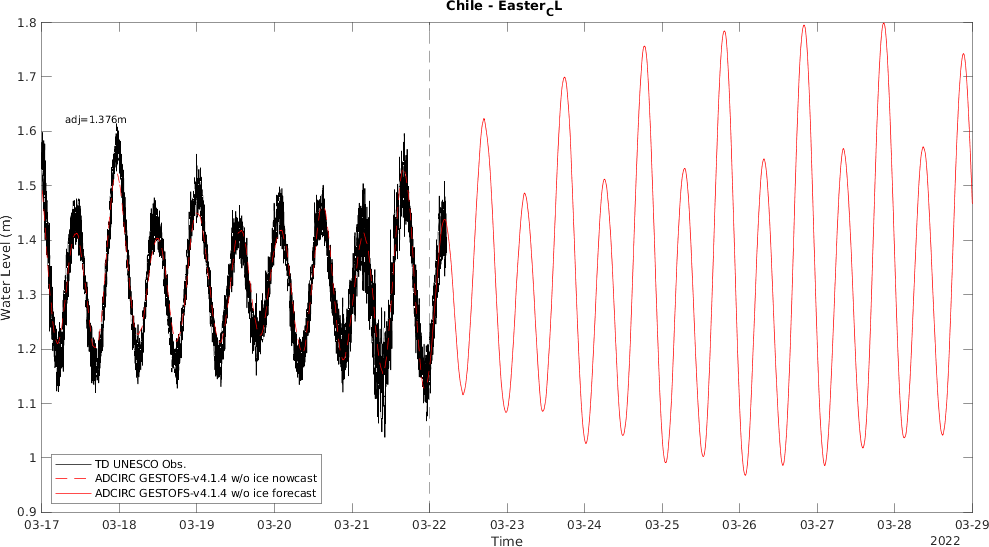 Chile - Easter_CL
1.8
1.7
1.6
1.5
1.4
1.3
1.2
1.1
1
0.9
Water Level (m)
adj=1.376m
TD UNESCO Obs.
ADCIRC GESTOFS-v4.1.4 w/o ice nowcast
ADCIRC GESTOFS-v4.1.4 w/o ice forecast
03-17 03-18 03-19 03-20 03-21 03-22 03-23 03-24 03-25 03-26 03-27 03-28 03-29
Time
2022